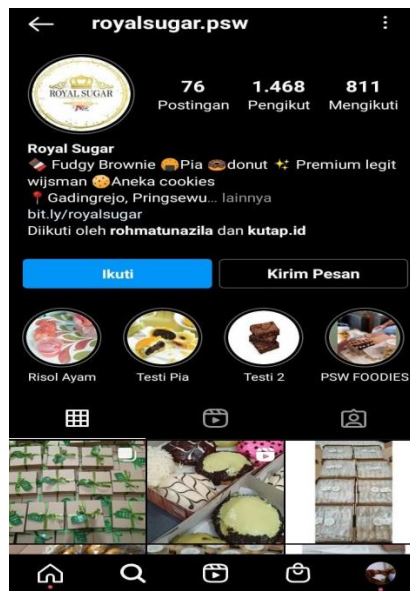 royalsugar.psw
ROYAL SUGAR
76 1.468 811
Postingan Pengikut Mengikuti
Royal Sugar
🍫 Fudgy Brownie 🥮Pia 🍩donut ✨ Premium legit
wijsman 🍪Aneka cookies
📍 Gadingrejo, Pringsewu... lainnya
bit.ly/royalsugar
Diikuti oleh rohmatunazila dan kutap.id
Ikuti Kirim Pesan
Risol Ayam Testi Pia Testi 2 PSW FOODIES